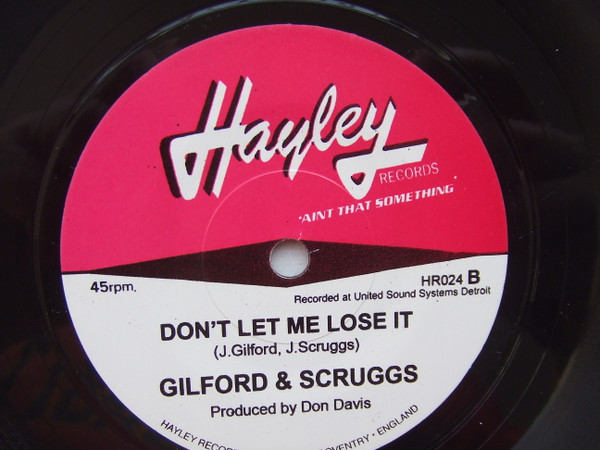 Hayley
RECORDS
'AINT THAT SOMETHING'
45rpm.
HR024 B
Recorded at United Sound Systems Detroit
DON'T LET ME LOSE IT
(J.Gilford, J.Scruggs)
GILFORD & SCRUGGS
Produced by Don Davis
HAYLEY COVENTRY • ENGLAND